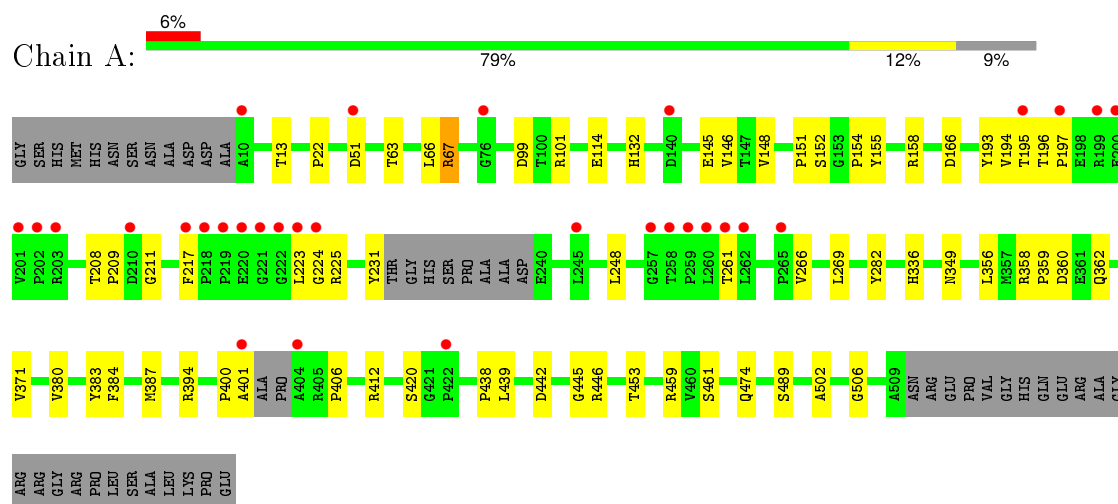 6%
Chain A:
79% 12% 9%
GLY SER HIS MET HIS ASN SER ASN ALA ASP ASP ALA A10 T13 P22 D51 T63 L66 R67 G76 D99 T100 R101 E114 H132 D140 E145 V146 T147 V148 P151 S152 G153 P154 Y155 R158 D166 Y193 V194 T195 T196 P197 E198 R199 E200
V201 P202 R203 T208 P209 D210 G211 F217 P218 P219 E220 G221 G222 L223 G224 R225 Y231 THR GLY HIS SER PRO ALA ALA ASP E240 L245 L248 G257 T258 P259 L260 T261 L262 P265 V266 L269 Y282 H336 N349 L356 M357 R358 P359 D360 E361 Q362
V371 V380 Y383 F384 M387 R394 P400 A401 ALA PRO A404 R405 P406 R412 S420 G421 P422 P438 L439 D442 G445 R446 T453 R459 V460 S461 Q474 S489 A502 G506 A509 ASN ARG GLU PRO VAL GLY HIS GLN GLU ARG ALA GLY
ARG ARG GLY ARG PRO LEU SER ALA LEU LYS PRO GLU